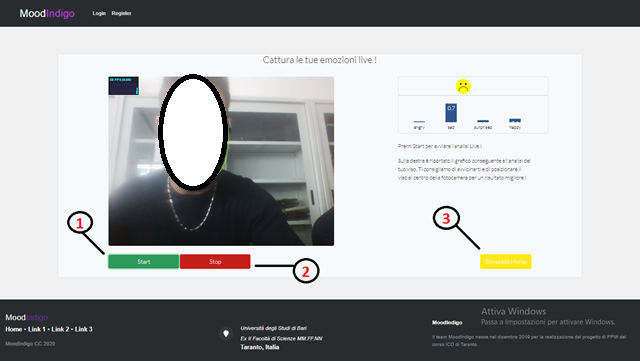 MoodIndigo
Login Register
Cattura le tue emozioni live !
0.7
angry sad surprised happy
Premi Start per avviare l'analisi Live !
Sulla destra è riportato il grafico conseguente all'analisi del
tuo viso. Ti consigliamo di avvicinarti e di posizionare il
viso al centro della fotocamera per un risultato migliore !
1
3
Start
Stop
2
Torna alla Home
MoodIndigo
Home • Link 1 • Link 2 • Link 3
MoodIndigo CC 2020
Università degli Studi di Bari
Ex II Facoltà di Scienze MM.FF.NN
Taranto, Italia
Attiva Windows
Passa a Impostazioni per attivare Windows.
MoodIndigo
Il team MoodIndigo nasce nel dicembre 2019 per la realizzazione del progetto di PPM del
corso ICD di Taranto.